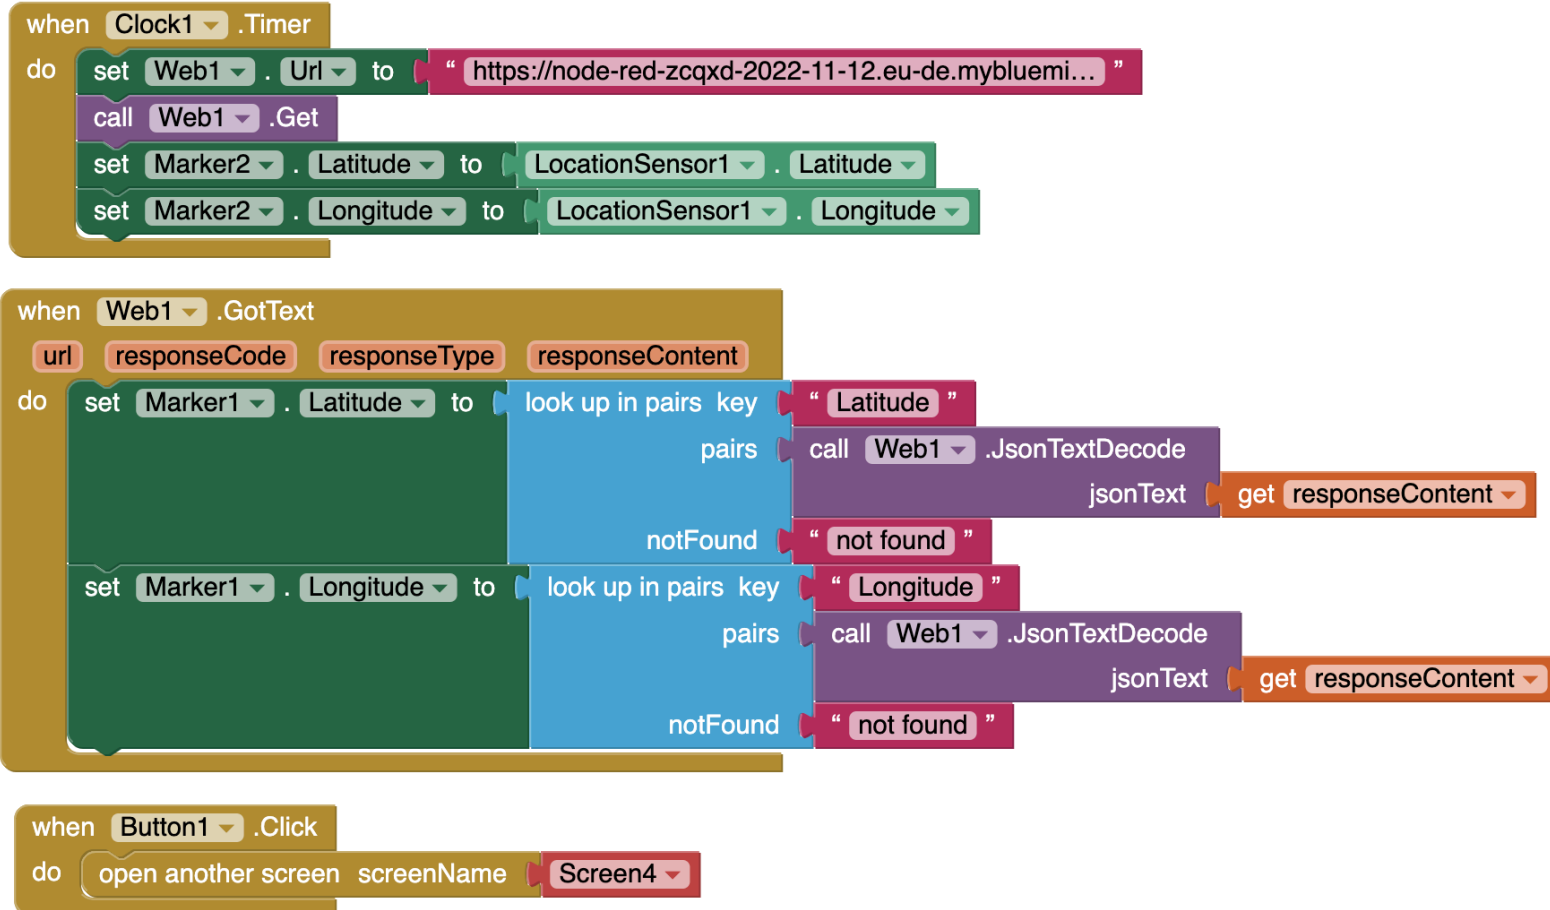 when Clock1 .Timer
do set Web1 . Url to “ https://node-red-zcqxd-2022-11-12.eu-de.mybluemi... ”
call Web1 .Get
set Marker2 . Latitude to LocationSensor1 . Latitude
set Marker2 . Longitude to LocationSensor1 . Longitude
when Web1 .GotText
url responseCode responseType responseContent
do set Marker1 . Latitude to look up in pairs key “ Latitude ”
pairs call Web1 .JsonTextDecode
jsonText get responseContent
notFound “ not found ”
set Marker1 . Longitude to look up in pairs key “ Longitude ”
pairs call Web1 .JsonTextDecode
jsonText get responseContent
notFound “ not found ”
when Button1 .Click
do open another screen screenName Screen4